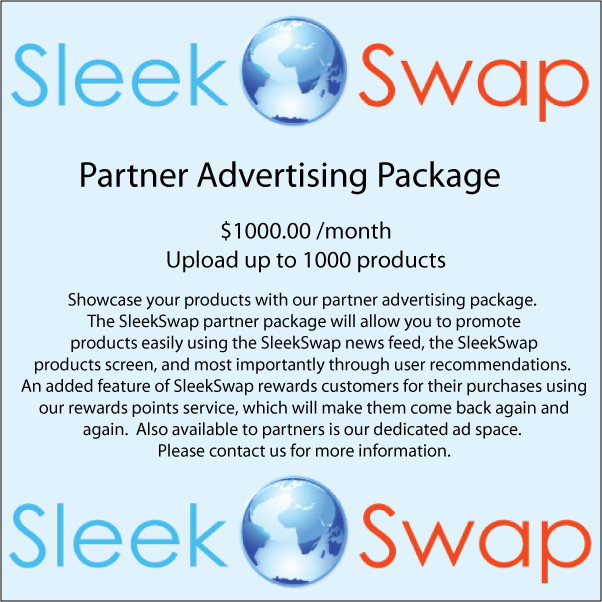 Sleek Swap
Partner Advertising Package
$1000.00 /month
Upload up to 1000 products
Showcase your products with our partner advertising package.
The SleekSwap partner package will allow you to promote
products easily using the SleekSwap news feed, the SleekSwap
products screen, and most importantly through user recommendations.
An added feature of SleekSwap rewards customers for their purchases using
our rewards points service, which will make them come back again and
again.  Also available to partners is our dedicated ad space.
Please contact us for more information.
Sleek Swap